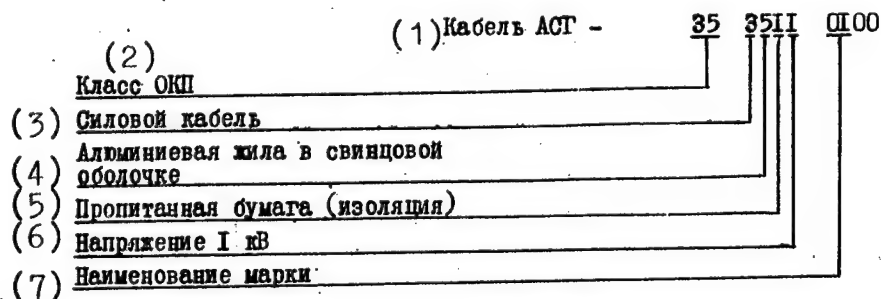 (1) Кабель АСТ - 35 35II 0I00
(2)
Класс ОКП
(3) Силовой кабель
Алюминиевая жила в свинцовой
(4) оболочке
(5) Пропитанная бумага (изоляция)
(6) Напряжение I кВ
(7) Наименование марки